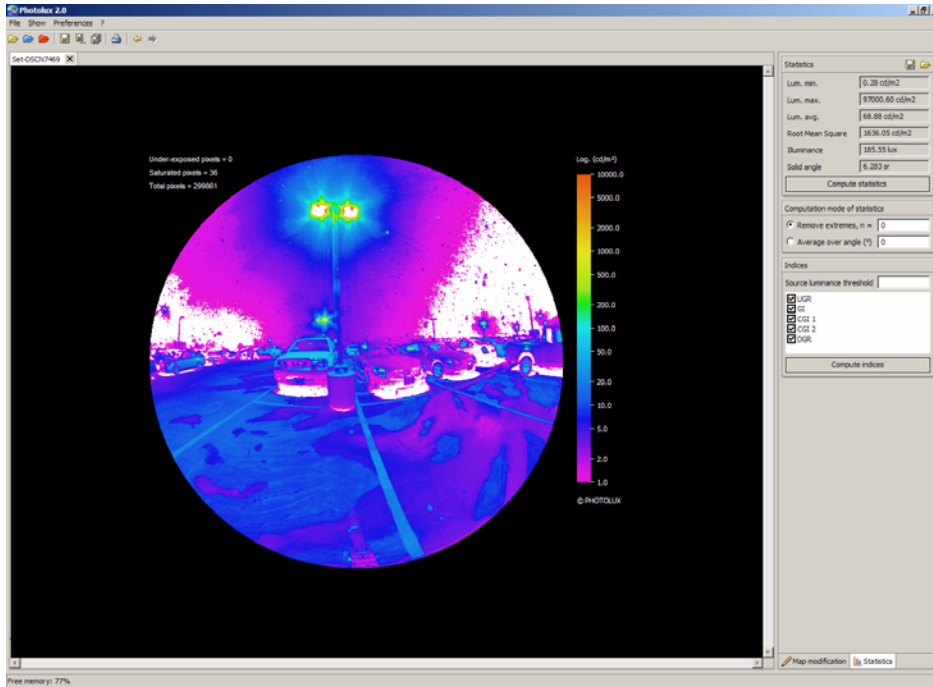 Photolux 2.0
File Show Preferences ?
Set-DSCN7469
Under-exposed pixels = 0
Saturated pixels = 36
Total pixels = 299861
Log. (cd/m²)
10000.0
5000.0
2000.0
1000.0
500.0
200.0
100.0
50.0
20.0
10.0
5.0
2.0
1.0
© PHOTOLUX
Statistics
Lum. min. 0.28 cd/m2
Lum. max. 97000.60 cd/m2
Lum. avg. 68.88 cd/m2
Root Mean Square 1636.05 cd/m2
Illuminance 185.55 lux
Solid angle 6.283 sr
Compute statistics
Computation mode of statistics
Remove extremes, n = 0
Average over angle (°) 0
Indices
Source luminance threshold
UGR
GI
CGI 1
CGI 2
DGR
Compute indices
Map modification Statistics
Free memory: 77%